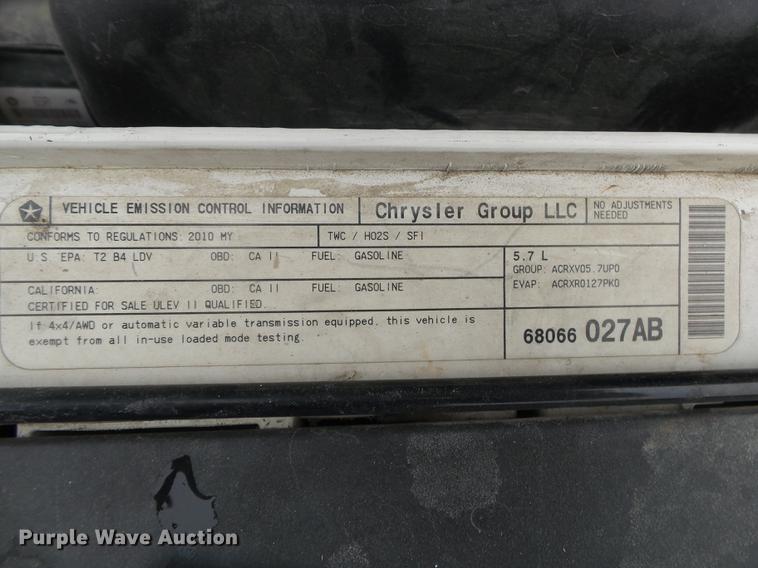 VEHICLE EMISSION CONTROL INFORMATION
Chrysler Group LLC
NO ADJUSTMENTS
NEEDED
CONFORMS TO REGULATIONS: 2010 MY
TWC / HO2S / SFI
U.S. EPA: T2 B4 LDV OBD: CA II FUEL: GASOLINE
5.7 L
GROUP: ACRXV05.7UP0
EVAP: ACRXR0127PK0
CALIFORNIA: OBD: CA II FUEL: GASOLINE
CERTIFIED FOR SALE ULEV II QUALIFIED.
If 4x4/AWD or automatic variable transmission equipped, this vehicle is
exempt from all in-use loaded mode testing.
68066 027AB
Purple Wave Auction